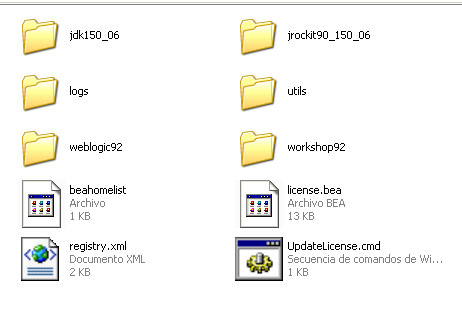 jdk150_06
jrockit90_150_06
logs
utils
weblogic92
workshop92
beahomelist
Archivo
1 KB
license.bea
Archivo BEA
13 KB
registry.xml
Documento XML
2 KB
UpdateLicense.cmd
Secuencia de comandos de Wi...
1 KB